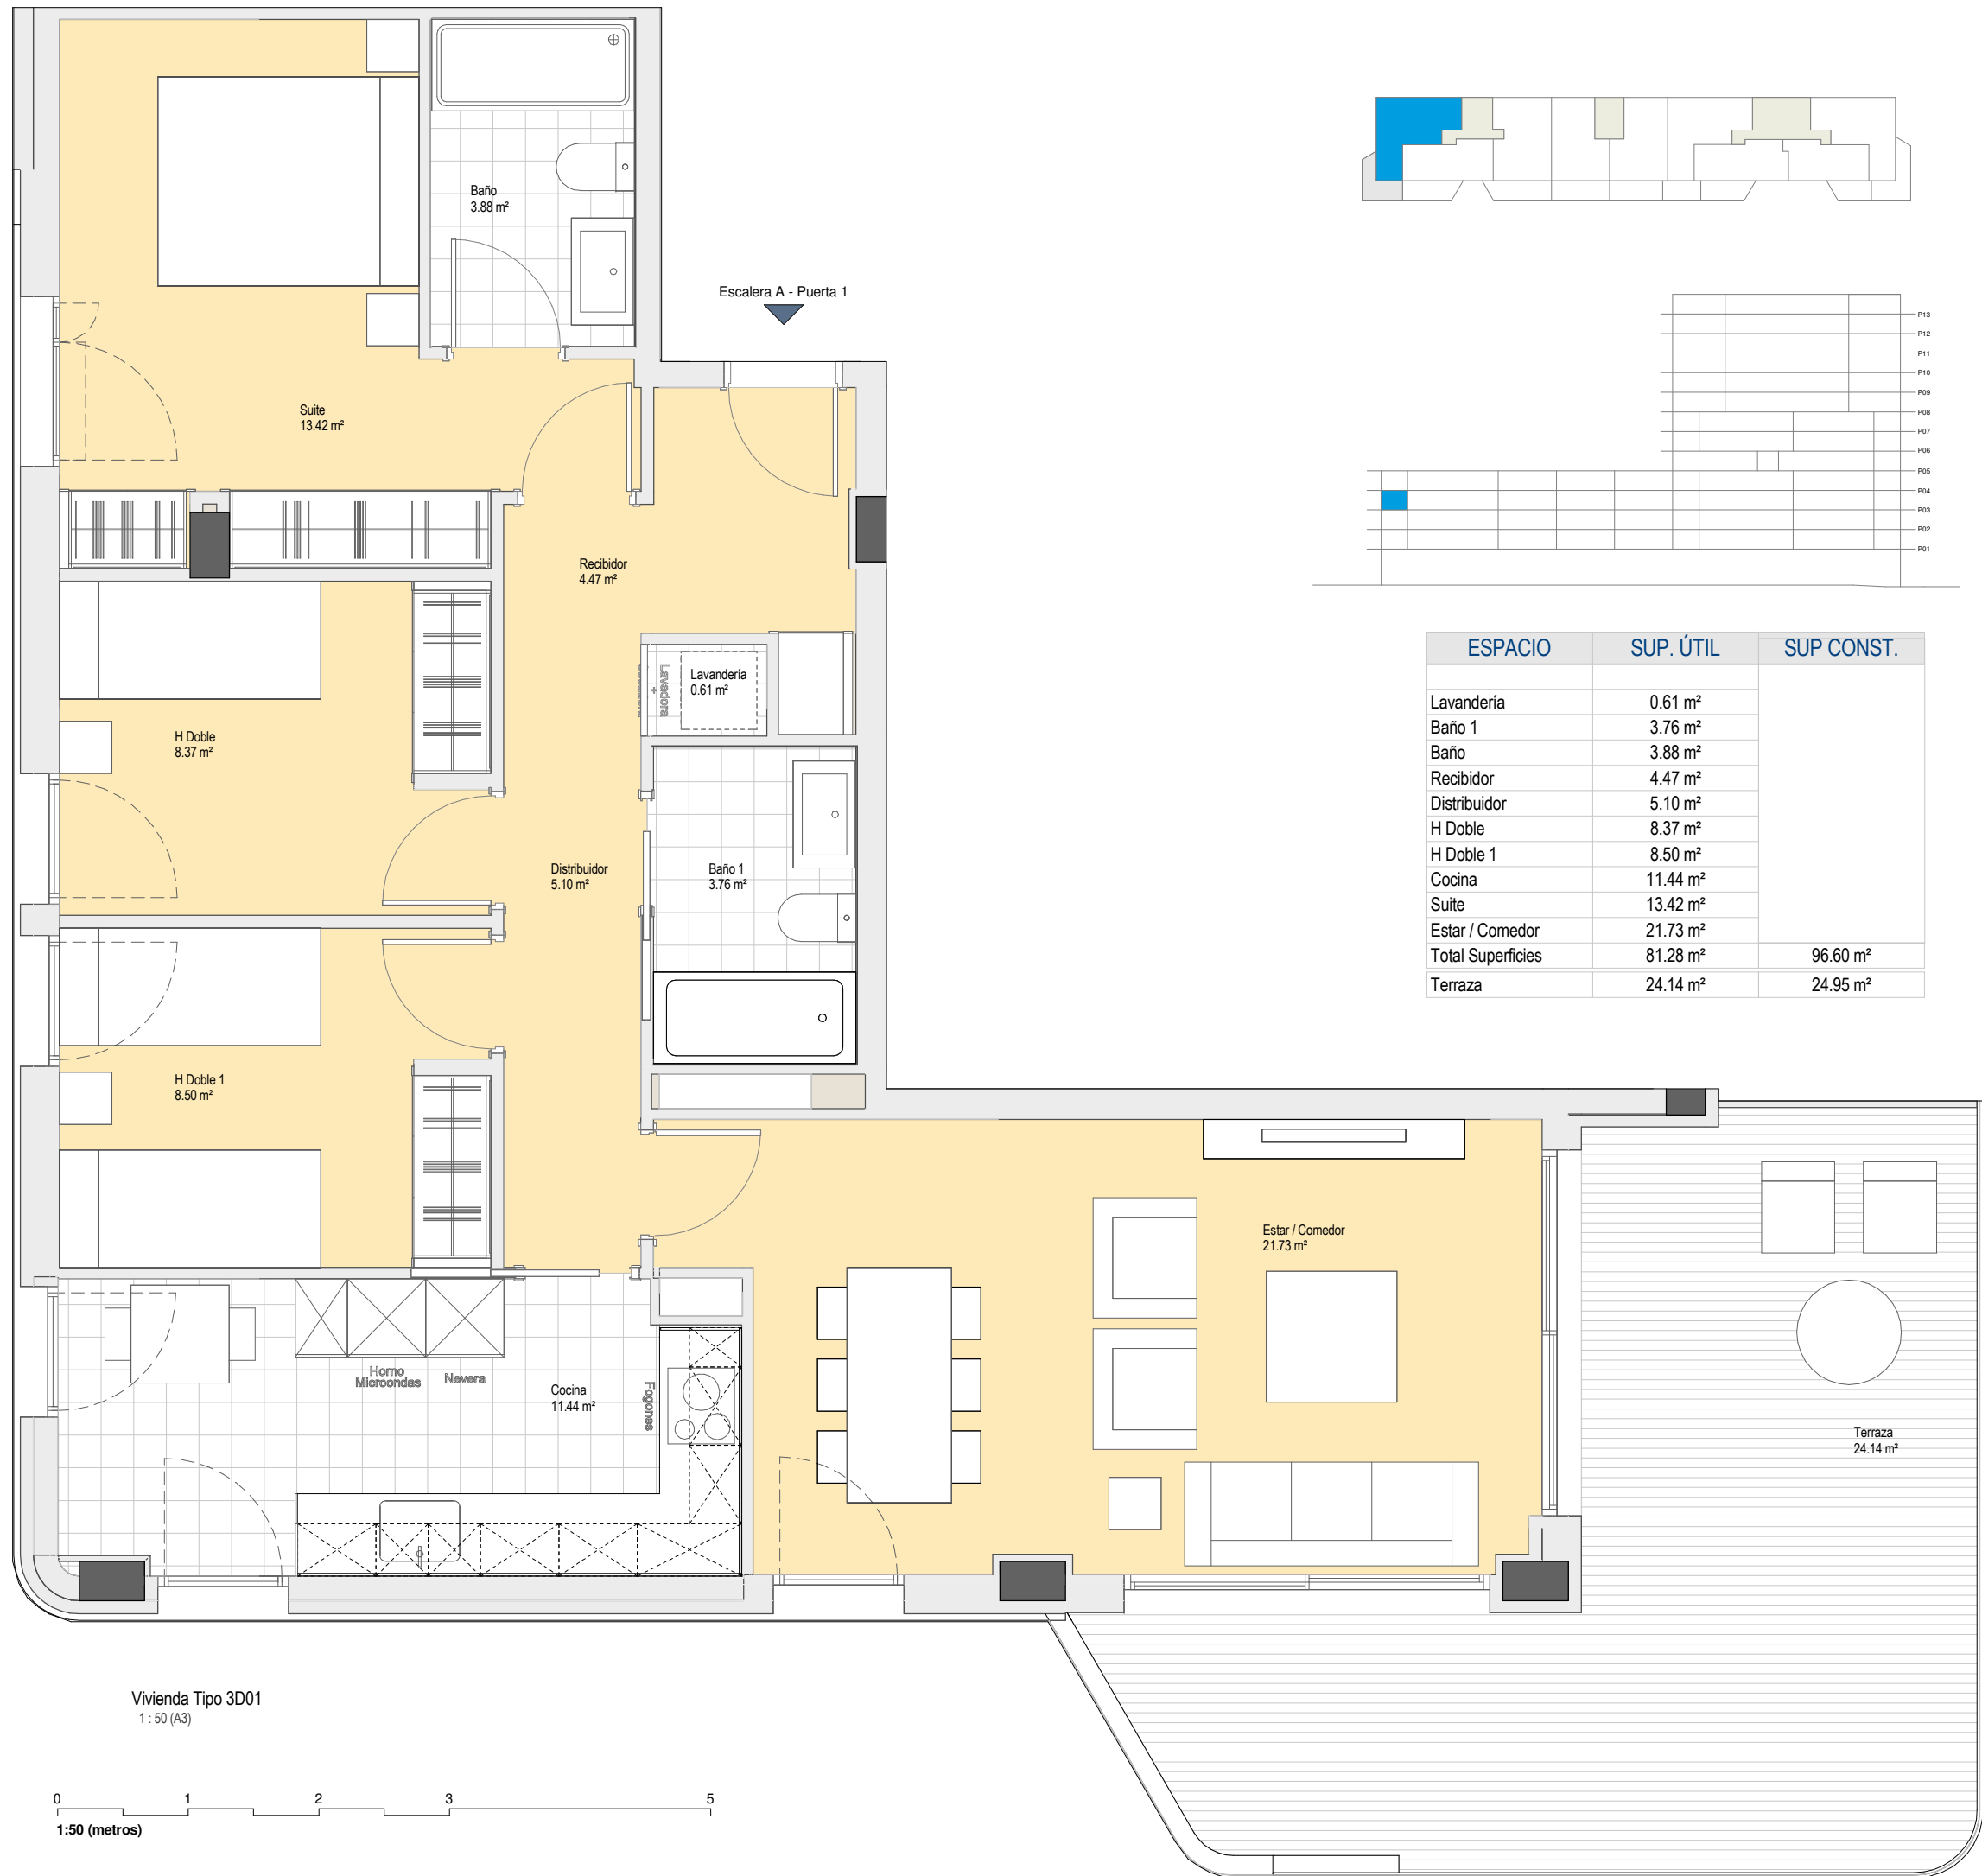 Baño
3.88 m²
Escalera A - Puerta 1
Suite
13.42 m²
Recibidor
4.47 m²
Lavandería
0.61 m²
Lavadora
+
H Doble
8.37 m²
Distribuidor
5.10 m²
Baño 1
3.76 m²
H Doble 1
8.50 m²
Estar / Comedor
21.73 m²
Horno
Microondas
Nevera
Cocina
11.44 m²
Fogones
Terraza
24.14 m²
P13
P12
P11
P10
P09
P08
P07
P06
P05
P04
P03
P02
P01
ESPACIO SUP. ÚTIL SUP CONST.
Lavandería 0.61 m²
Baño 1 3.76 m²
Baño 3.88 m²
Recibidor 4.47 m²
Distribuidor 5.10 m²
H Doble 8.37 m²
H Doble 1 8.50 m²
Cocina 11.44 m²
Suite 13.42 m²
Estar / Comedor 21.73 m²
Total Superficies 81.28 m² 96.60 m²
Terraza 24.14 m² 24.95 m²
Vivienda Tipo 3D01
1 : 50 (A3)
0 1 2 3 5
1:50 (metros)